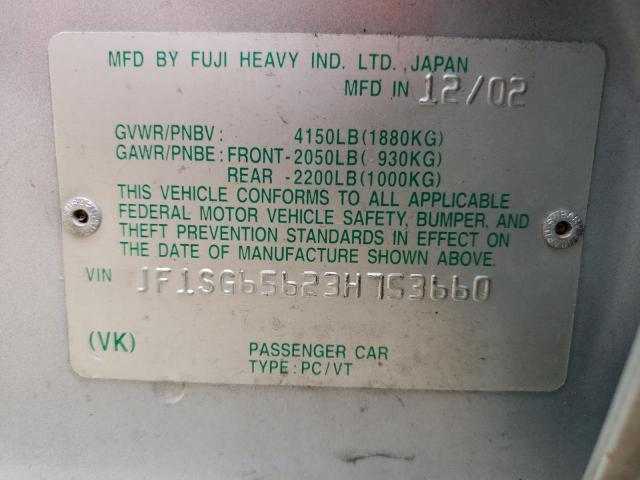 MFD BY FUJI HEAVY IND. LTD. JAPAN
MFD IN 12/02
GVWR/PNBV: 4150LB(1880KG)
GAWR/PNBE: FRONT-2050LB( 930KG)
REAR -2200LB(1000KG)
THIS VEHICLE CONFORMS TO ALL APPLICABLE
FEDERAL MOTOR VEHICLE SAFETY, BUMPER, AND
THEFT PREVENTION STANDARDS IN EFFECT ON
THE DATE OF MANUFACTURE SHOWN ABOVE.
VIN JF1SG65623H753660
(VK) PASSENGER CAR
TYPE: PC/VT